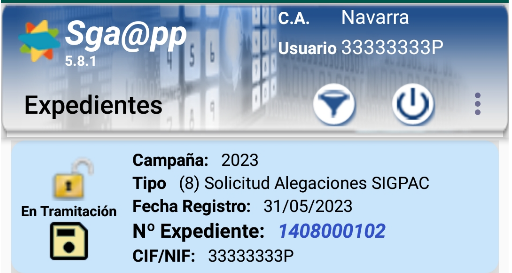 Sga@pp
5.8.1
C.A. Navarra
Usuario 33333333P
Expedientes
En Tramitación
Campaña: 2023
Tipo (8) Solicitud Alegaciones SIGPAC
Fecha Registro: 31/05/2023
Nº Expediente: 1408000102
CIF/NIF: 33333333P